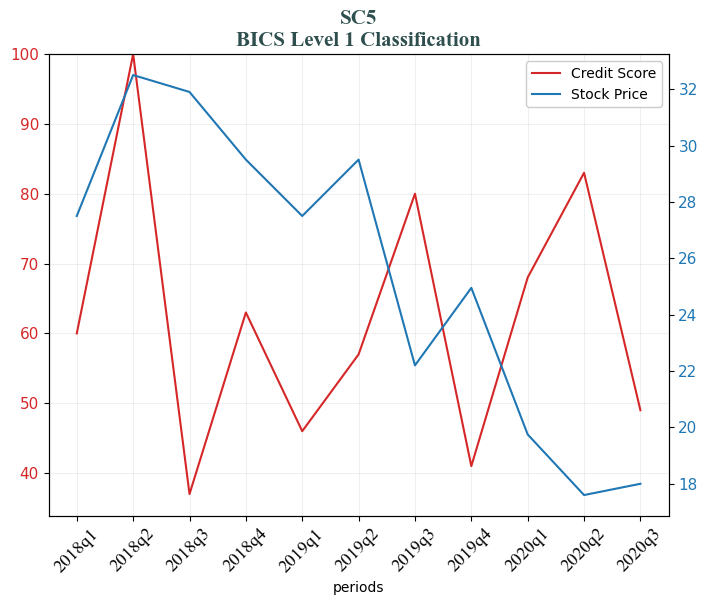 SC5
BICS Level 1 Classification
Credit Score
Stock Price
100
90
80
70
60
50
40
32
30
28
26
24
22
20
18
2018q1
2018q2
2018q3
2018q4
2019q1
2019q2
2019q3
2019q4
2020q1
2020q2
2020q3
periods